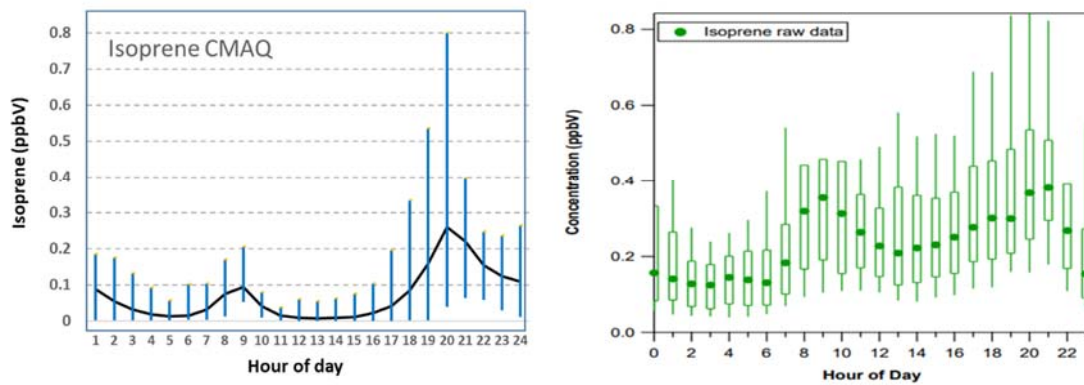 Isoprene CMAQ
Isoprene (ppbV)
0.8
0.7
0.6
0.5
0.4
0.3
0.2
0.1
0
1 2 3 4 5 6 7 8 9 10 11 12 13 14 15 16 17 18 19 20 21 22 23 24
Hour of day
Isoprene raw data
Concentration (ppbV)
0.8
0.6
0.4
0.2
0.0
0 2 4 6 8 10 12 14 16 18 20 22
Hour of Day